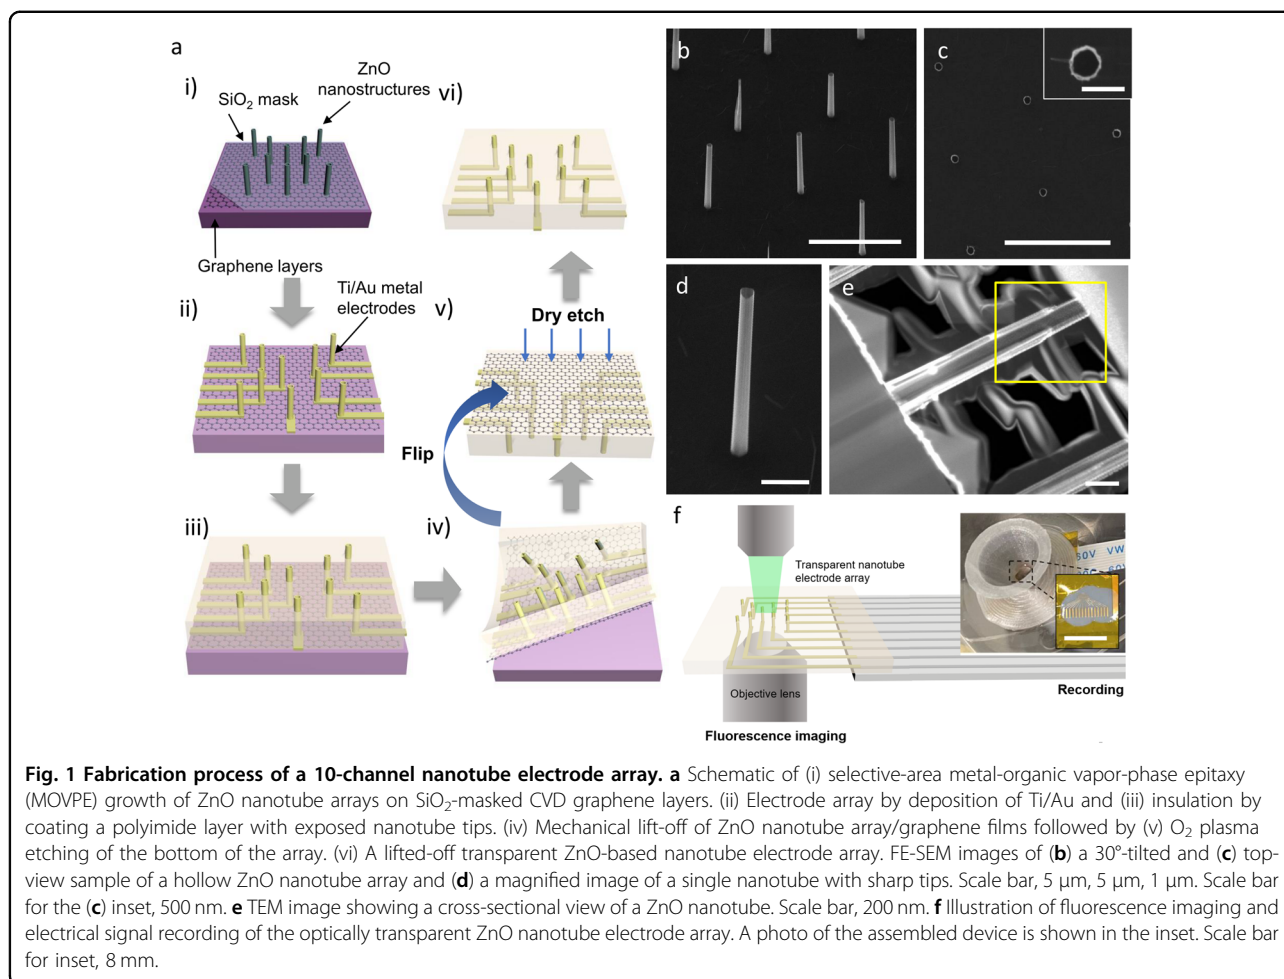 a
i)
SiO₂ mask
ZnO
nanostructures
vi)
Graphene layers
ii)
Ti/Au metal
electrodes
v)
Dry etch
Flip
iii)
iv)
b
c
d
e
f
Transparent nanotube
electrode array
60V VW
60
Objective lens
Recording
Fluorescence imaging
Fig. 1 Fabrication process of a 10-channel nanotube electrode array. a Schematic of (i) selective-area metal-organic vapor-phase epitaxy
(MOVPE) growth of ZnO nanotube arrays on SiO₂-masked CVD graphene layers. (ii) Electrode array by deposition of Ti/Au and (iii) insulation by
coating a polyimide layer with exposed nanotube tips. (iv) Mechanical lift-off of ZnO nanotube array/graphene films followed by (v) O₂ plasma
etching of the bottom of the array. (vi) A lifted-off transparent ZnO-based nanotube electrode array. FE-SEM images of (b) a 30°-tilted and (c) top-
view sample of a hollow ZnO nanotube array and (d) a magnified image of a single nanotube with sharp tips. Scale bar, 5 μm, 5 μm, 1 μm. Scale bar
for the (c) inset, 500 nm. e TEM image showing a cross-sectional view of a ZnO nanotube. Scale bar, 200 nm. f Illustration of fluorescence imaging and
electrical signal recording of the optically transparent ZnO nanotube electrode array. A photo of the assembled device is shown in the inset. Scale bar
for inset, 8 mm.